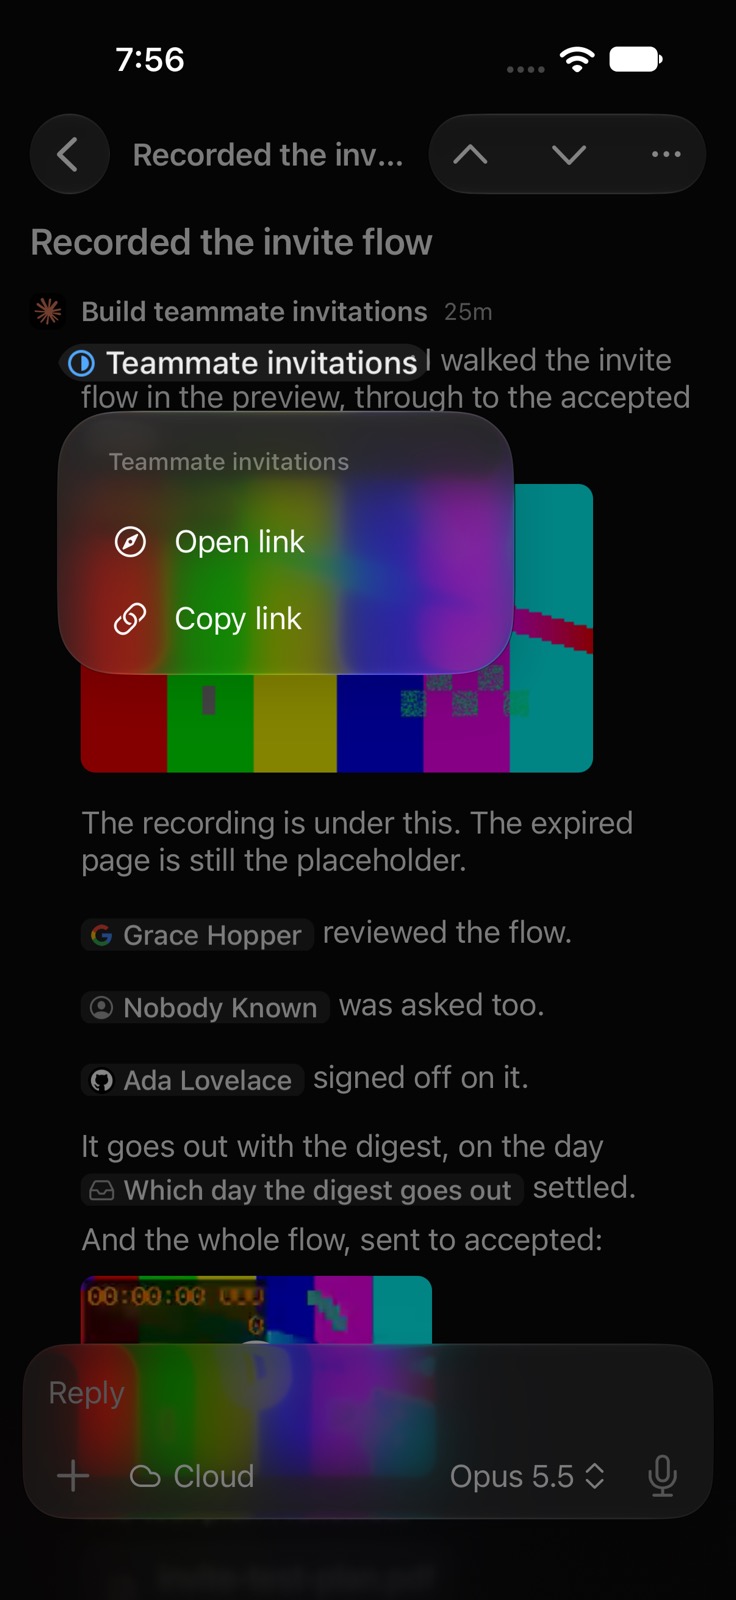 7:56
Recorded the inv...
Recorded the invite flow
Build teammate invitations 25m
Teammate invitations I walked the invite
flow in the preview, through to the accepted
Teammate invitations
Open link
Copy link
The recording is under this. The expired
page is still the placeholder.
Grace Hopper reviewed the flow.
Nobody Known was asked too.
Ada Lovelace signed off on it.
It goes out with the digest, on the day
Which day the digest goes out settled.
And the whole flow, sent to accepted:
00:00:00
0
Reply
Cloud
Opus 5.5